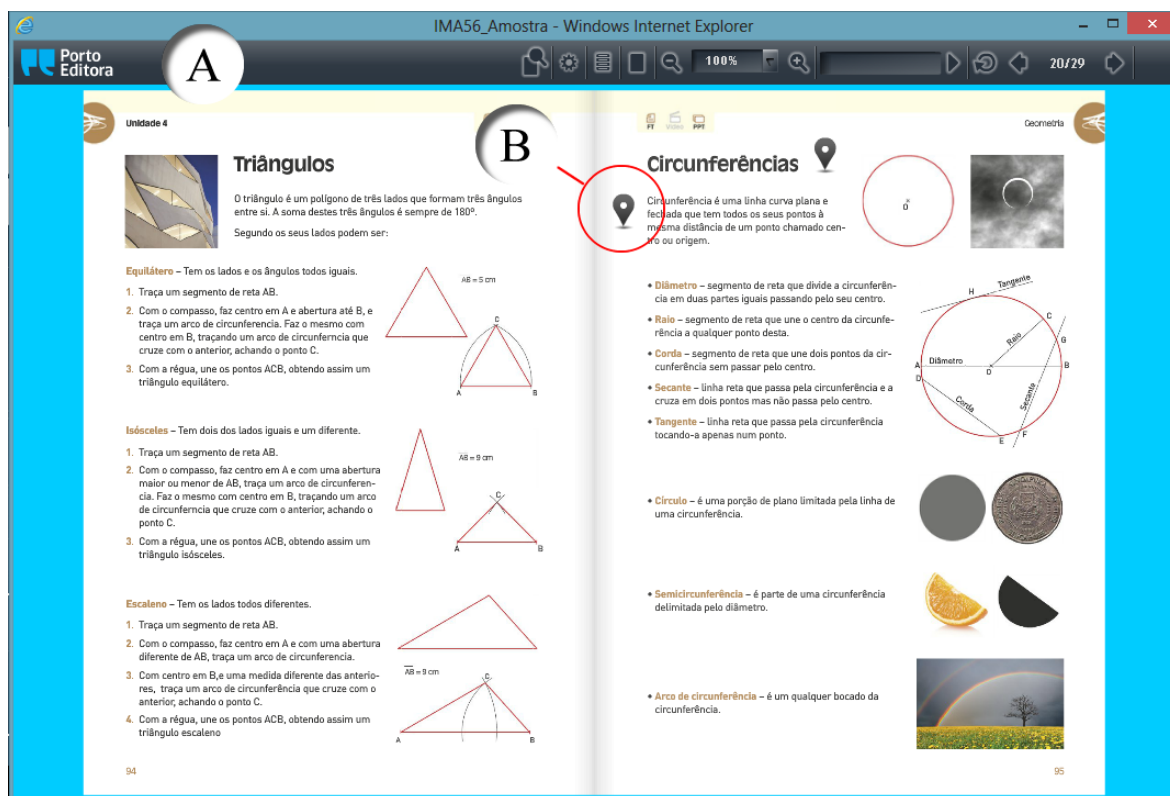 IMA56_Amostra - Windows Internet Explorer
Porto
Editora
A
100%
20/29
Unidade 4
B
Triângulos
O triângulo é um polígono de três lados que formam três ângulos
entre si. A soma destes três ângulos é sempre de 180º.
Segundo os seus lados podem ser:
Equilátero – Tem os lados e os ângulos todos iguais.
1. Traça um segmento de reta AB.
2. Com o compasso, faz centro em A e abertura até B, e
traça um arco de circunferencia. Faz o mesmo com
centro em B, traçando um arco de circunferncia que
cruze com o anterior, achando o ponto C.
3. Com a régua, une os pontos ACB, obtendo assim um
triângulo equilátero.
AB = 5 cm
C
A
B
Isósceles – Tem dois dos lados iguais e um diferente.
1. Traça um segmento de reta AB.
2. Com o compasso, faz centro em A e com uma abertura
maior ou menor de AB, traça um arco de circunferen-
cia. Faz o mesmo com centro em B, traçando um arco
de circunferncia que cruze com o anterior, achando o
ponto C.
3. Com a régua, une os pontos ACB, obtendo assim um
triângulo isósceles.
AB = 9 cm
C
A
B
Escaleno – Tem os lados todos diferentes.
1. Traça um segmento de reta AB.
2. Com o compasso, faz centro em A e com uma abertura
diferente de AB, traça um arco de circunferencia.
3. Com centro em B,e uma medida diferente das anterio-
res, traça um arco de circunferência que cruze com o
anterior, achando o ponto C.
4. Com a régua, une os pontos ACB, obtendo assim um
triângulo escaleno
AB = 9 cm
C
A
B
94
FT VIDEO PPT
Geometria
Circunferências
Circunferência é uma linha curva plana e
fechada que tem todos os seus pontos à
mesma distância de um ponto chamado cen-
tro ou origem.
O
• Diâmetro – segmento de reta que divide a circunferên-
cia em duas partes iguais passando pelo seu centro.
• Raio – segmento de reta que une o centro da circunfe-
rência a qualquer ponto desta.
• Corda – segmento de reta que une dois pontos da cir-
cunferência sem passar pelo centro.
• Secante – linha reta que passa pela circunferência e a
cruza em dois pontos mas não passa pelo centro.
• Tangente – linha reta que passa pela circunferência
tocando-a apenas num ponto.
Tangente
H
C
Raio
G
A
Diâmetro
O
B
D
Corda
Secante
E
F
• Círculo – é uma porção de plano limitada pela linha de
uma circunferência.
• Semicircunferência – é parte de uma circunferência
delimitada pelo diâmetro.
• Arco de circunferência – é um qualquer bocado da
circunferência.
95